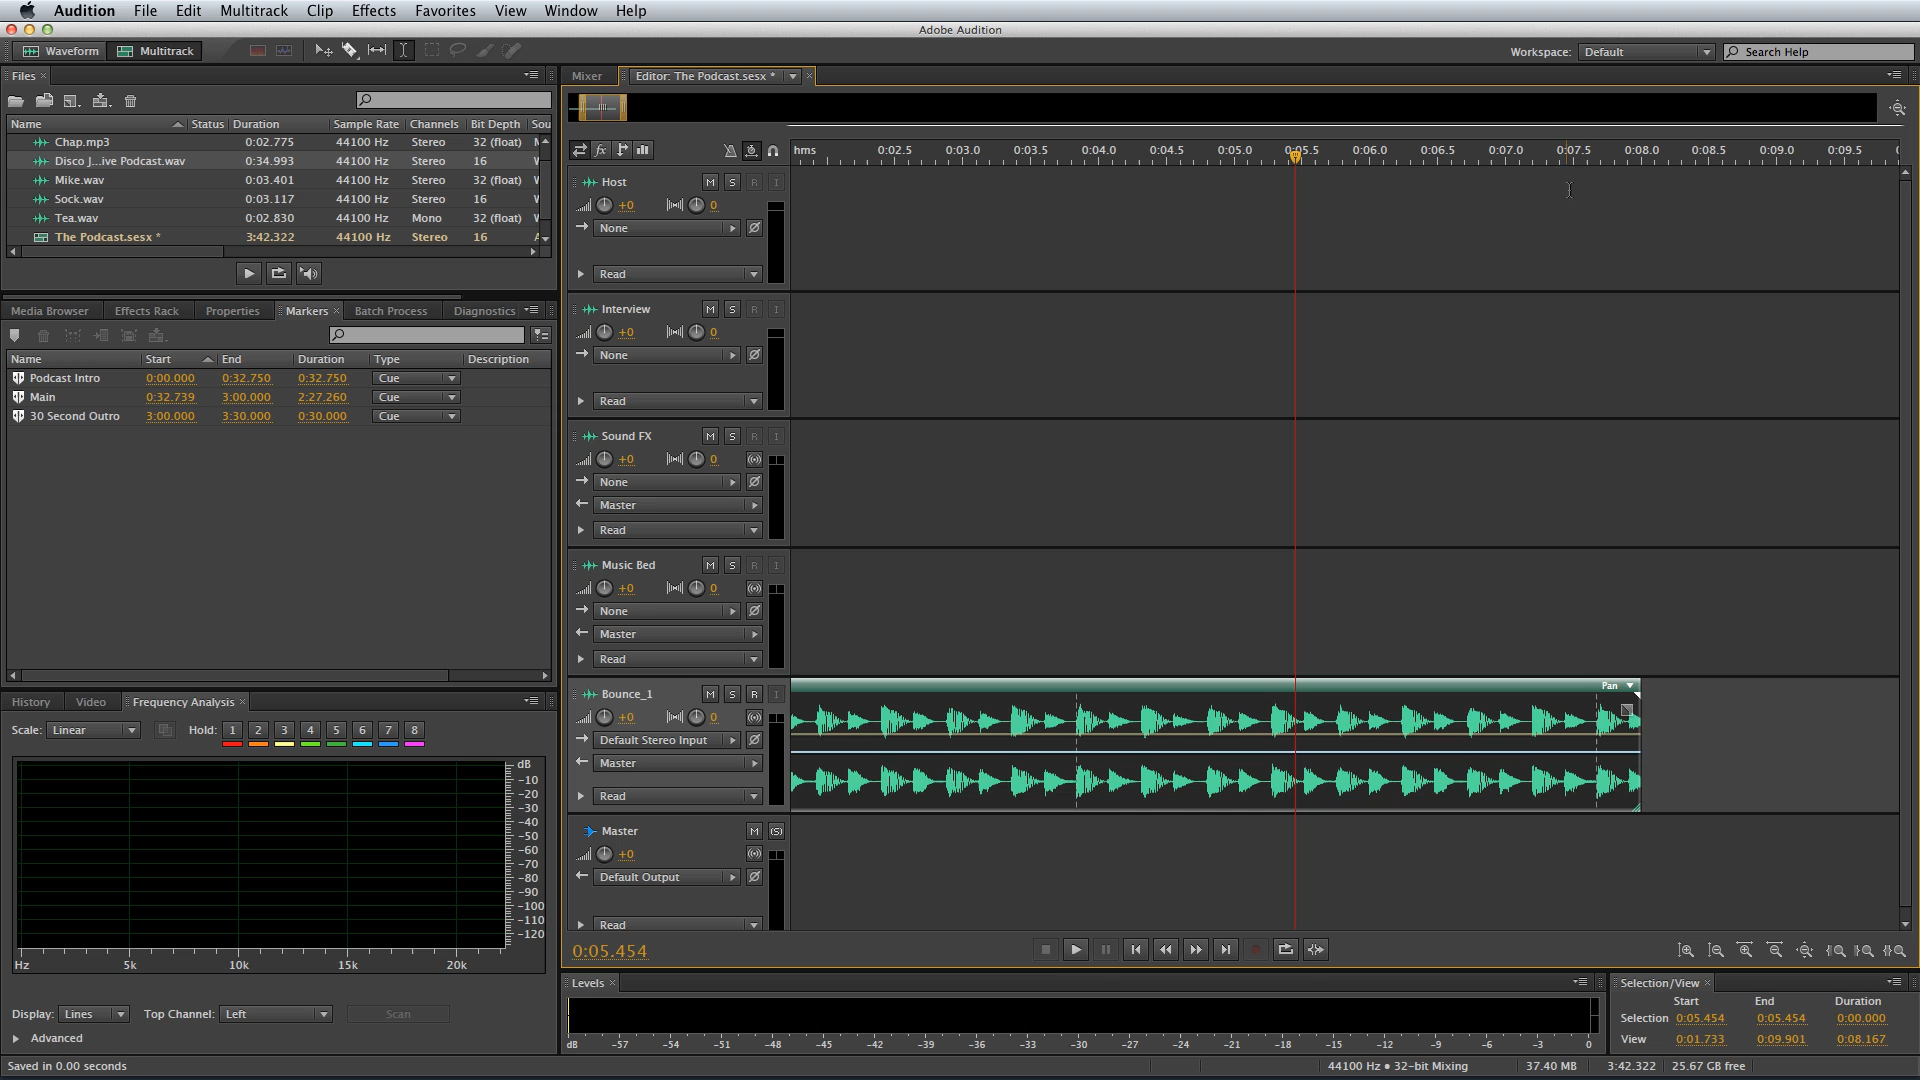 Audition File Edit Multitrack Clip Effects Favorites View Window Help
Adobe Audition
Waveform Multitrack Workspace: Default Search Help
Files
Name Status Duration Sample Rate Channels Bit Depth Sou
Chap.mp3 0:02.775 44100 Hz Stereo 32 (float)
Disco J...ive Podcast.wav 0:34.993 44100 Hz Stereo 16
Mike.wav 0:03.401 44100 Hz Stereo 32 (float)
Sock.wav 0:03.117 44100 Hz Stereo 16
Tea.wav 0:02.830 44100 Hz Mono 32 (float)
The Podcast.sesx * 3:42.322 44100 Hz Stereo 16
Media Browser Effects Rack Properties Markers Batch Process Diagnostics
Name Start End Duration Type Description
Podcast Intro 0:00.000 0:32.750 0:32.750 Cue
Main 0:32.739 3:00.000 2:27.260 Cue
30 Second Outro 3:00.000 3:30.000 0:30.000 Cue
History Video Frequency Analysis
Scale: Linear Hold: 1 2 3 4 5 6 7 8
dB
-10
-20
-30
-40
-50
-60
-70
-80
-90
-100
-110
-120
Hz 5k 10k 15k 20k
Display: Lines Top Channel: Left Scan
Advanced
Saved in 0.00 seconds
Mixer Editor: The Podcast.sesx *
fx
hms 0:02.5 0:03.0 0:03.5 0:04.0 0:04.5 0:05.0 0:05.5 0:06.0 0:06.5 0:07.0 0:07.5 0:08.0 0:08.5 0:09.0 0:09.5
Host M S R I
+0 0
None
Read
Interview M S R I
+0 0
None
Read
Sound FX M S R I
+0 0
None
Master
Read
Music Bed M S R I
+0 0
None
Master
Read
Bounce_1 M S R I
+0 0
Default Stereo Input
Master
Read
Pan
Master M (S)
+0
Default Output
Read
0:05.454
Levels
dB -57 -54 -51 -48 -45 -42 -39 -36 -33 -30 -27 -24 -21 -18 -15 -12 -9 -6 -3 0
Selection/View
Start End Duration
Selection 0:05.454 0:05.454 0:00.000
View 0:01.733 0:09.901 0:08.167
44100 Hz • 32-bit Mixing 37.40 MB 3:42.322 25.67 GB free